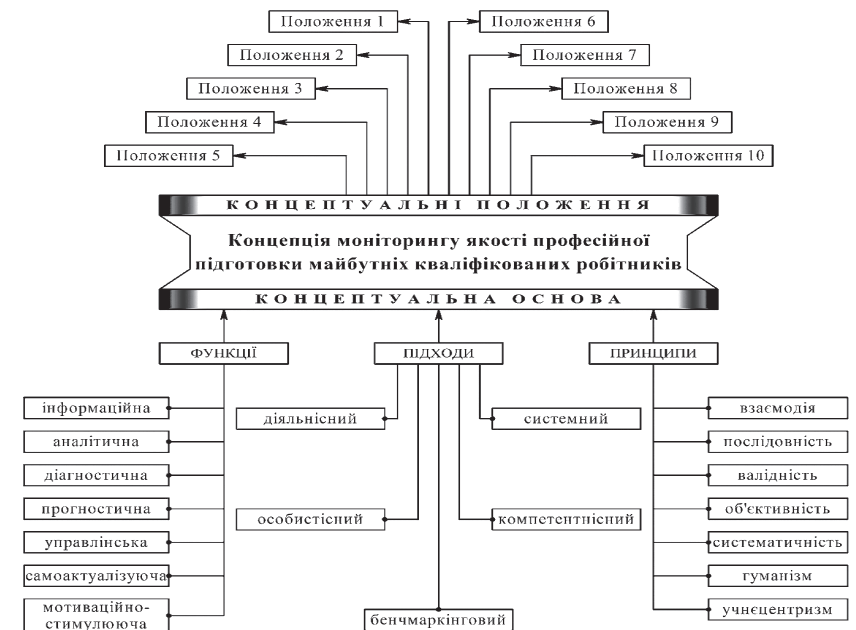 Положення 1
Положення 6
Положення 2
Положення 7
Положення 3
Положення 8
Положення 4
Положення 9
Положення 5
Положення 10
КОНЦЕПТУАЛЬНІ ПОЛОЖЕННЯ
Концепція моніторингу якості професійної
підготовки майбутніх кваліфікованих робітників
КОНЦЕПТУАЛЬНА ОСНОВА
ФУНКЦІЇ
ПІДХОДИ
ПРИНЦИПИ
інформаційна
аналітична
діагностична
прогностична
управлінська
самоактуалізуюча
мотиваційно-
стимулююча
діяльнісний
системний
особистісний
компетентнісний
бенчмаркінговий
взаємодія
послідовність
валідність
об'єктивність
систематичність
гуманізм
учнєцентризм